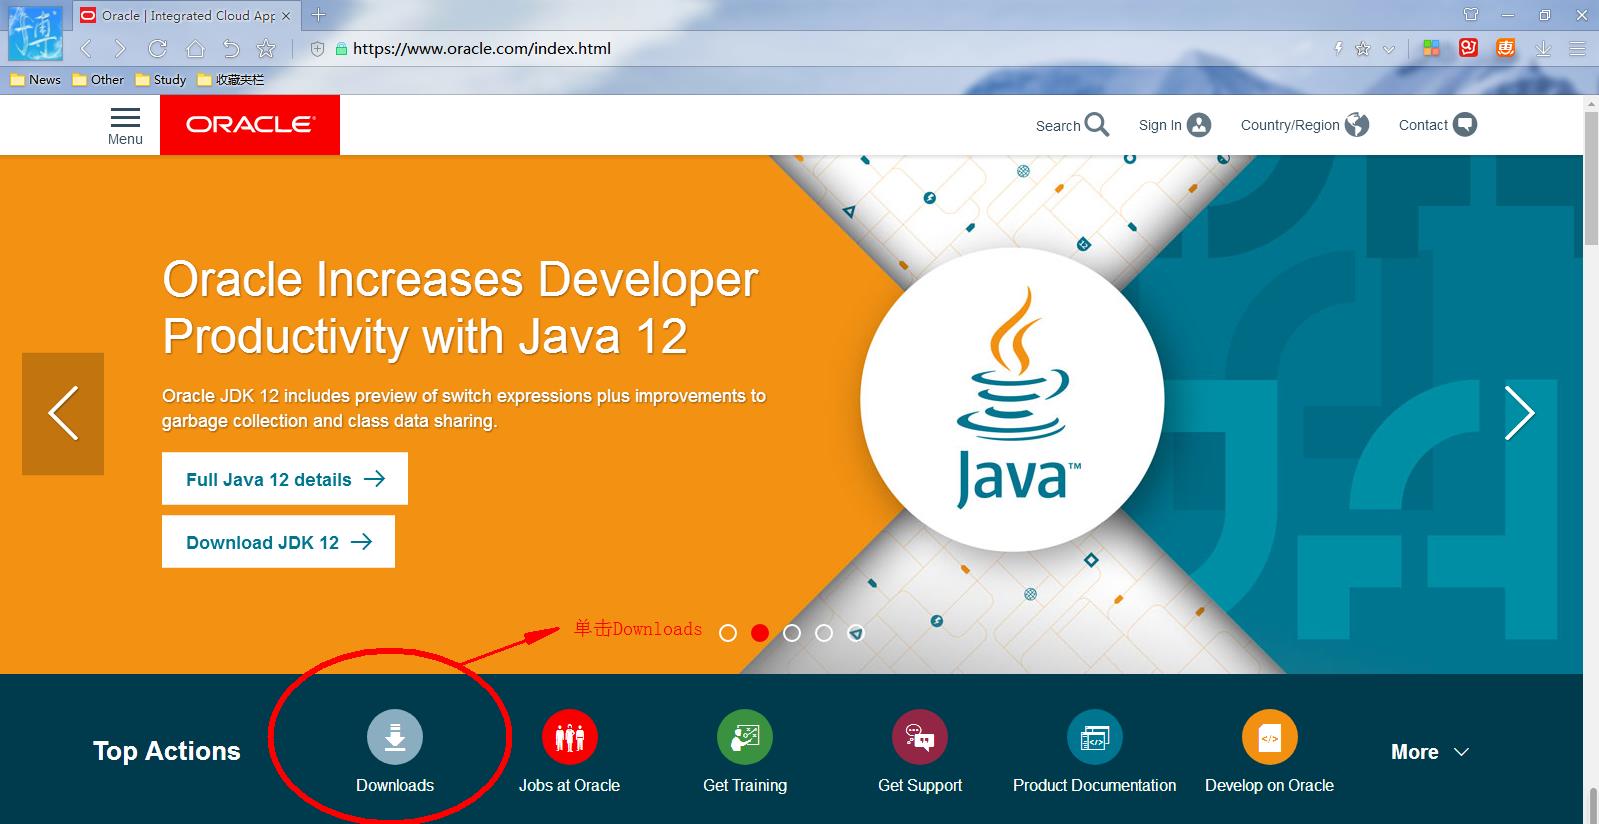 Oracle | Integrated Cloud App
https://www.oracle.com/index.html
News Other Study 收藏夹栏
Menu
ORACLE
Search Sign In Country/Region Contact
Oracle Increases Developer
Productivity with Java 12
Oracle JDK 12 includes preview of switch expressions plus improvements to
garbage collection and class data sharing.
Full Java 12 details
Download JDK 12
Java™
单击Downloads
Top Actions
Downloads
Jobs at Oracle
Get Training
Get Support
Product Documentation
Develop on Oracle
More